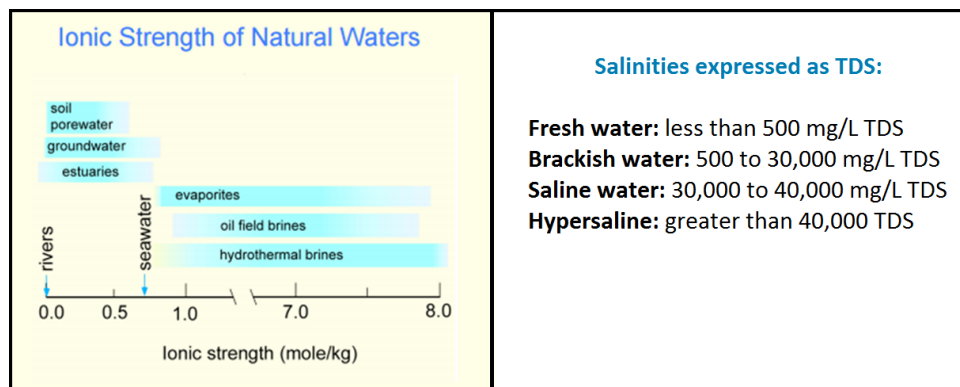 Ionic Strength of Natural Waters
soil
porewater
groundwater
estuaries
evaporites
oil field brines
hydrothermal brines
rivers
seawater
0.0 0.5 1.0 7.0 8.0
Ionic strength (mole/kg)
Salinities expressed as TDS:
Fresh water: less than 500 mg/L TDS
Brackish water: 500 to 30,000 mg/L TDS
Saline water: 30,000 to 40,000 mg/L TDS
Hypersaline: greater than 40,000 TDS